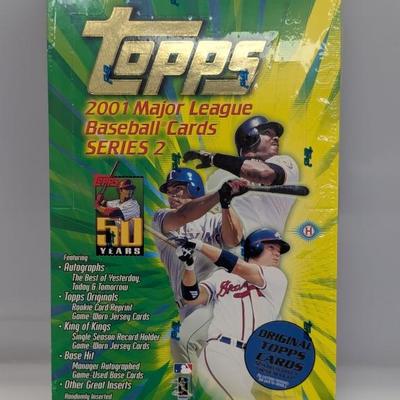 topps
2001 Major League
Baseball Cards
SERIES 2
TOPPS
50
YEARS
Featuring
• Autographs
The Best of Yesterday,
Today & Tomorrow
• Topps Originals
Rookie Card Reprint
Game-Worn Jersey Cards
• King of Kings
Single Season Record Holder
Game-Worn Jersey Cards
• Base Hit
Manager Autographed
Game-Used Base Cards
• Other Great Inserts
Randomly Inserted
Braves
H
ORIGINAL
TOPPS
CARDS